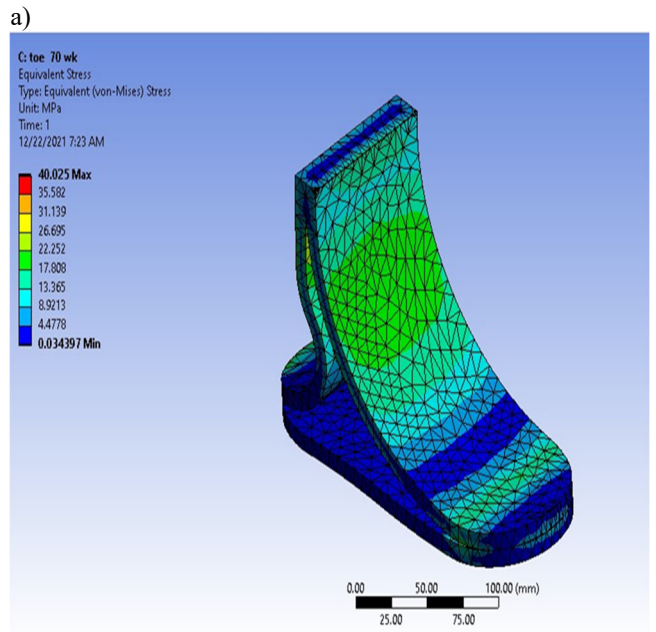 a)
C: toe 70 wk
Equivalent Stress
Type: Equivalent (von-Mises) Stress
Unit: MPa
Time: 1
12/22/2021 7:23 AM
40.025 Max
35.582
31.139
26.695
22.252
17.808
13.365
8.9213
4.4778
0.034397 Min
0.00 50.00 100.00 (mm)
25.00 75.00